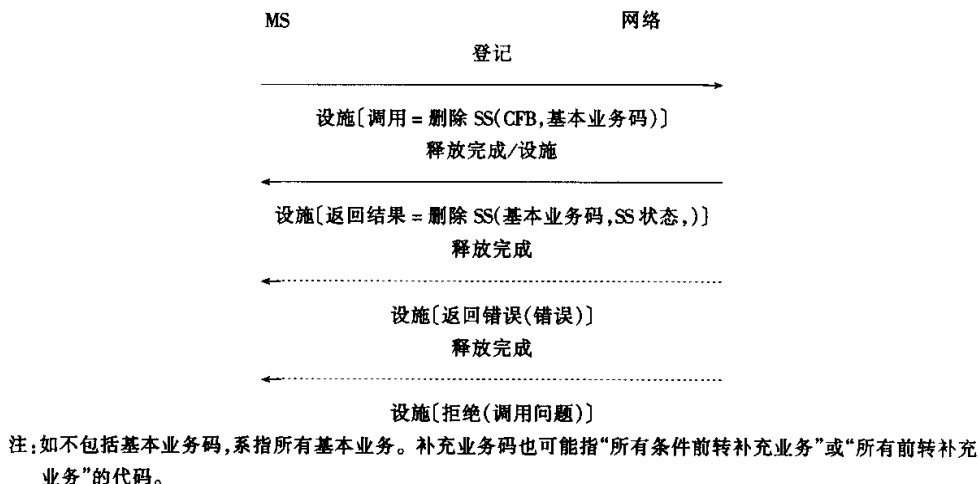 MS 网络
登记
设施〔调用=删除 SS(CFB,基本业务码)〕
释放完成/设施
设施〔返回结果=删除 SS(基本业务码,SS 状态,)}
释放完成
设施〔返回错误(错误)〕
释放完成
设施〔拒绝(调用问题)〕
注:如不包括基本业务码,系指所有基本业务。补充业务码也可能指“所有条件前转补充业务”或“所有前转补充
业务”的代码。